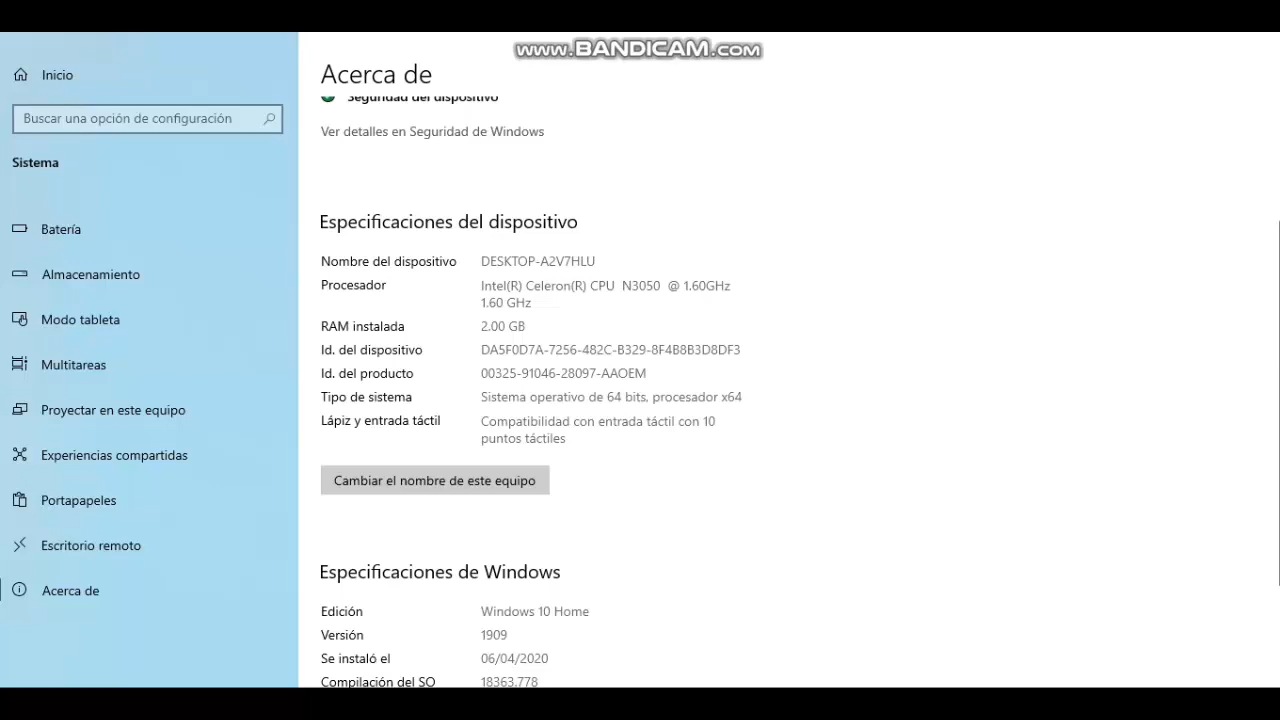 www.BANDICAM.com
Inicio
Buscar una opción de configuración
Sistema
Batería
Almacenamiento
Modo tableta
Multitareas
Proyectar en este equipo
Experiencias compartidas
Portapapeles
Escritorio remoto
Acerca de
Acerca de
Seguridad del dispositivo
Ver detalles en Seguridad de Windows
Especificaciones del dispositivo
Nombre del dispositivo DESKTOP-A2V7HLU
Procesador Intel(R) Celeron(R) CPU N3050 @ 1.60GHz
1.60 GHz
RAM instalada 2.00 GB
Id. del dispositivo DA5F0D7A-7256-482C-B329-8F4B8B3D8DF3
Id. del producto 00325-91046-28097-AAOEM
Tipo de sistema Sistema operativo de 64 bits, procesador x64
Lápiz y entrada táctil Compatibilidad con entrada táctil con 10
puntos táctiles
Cambiar el nombre de este equipo
Especificaciones de Windows
Edición Windows 10 Home
Versión 1909
Se instaló el 06/04/2020
Compilación del SO 18363.778